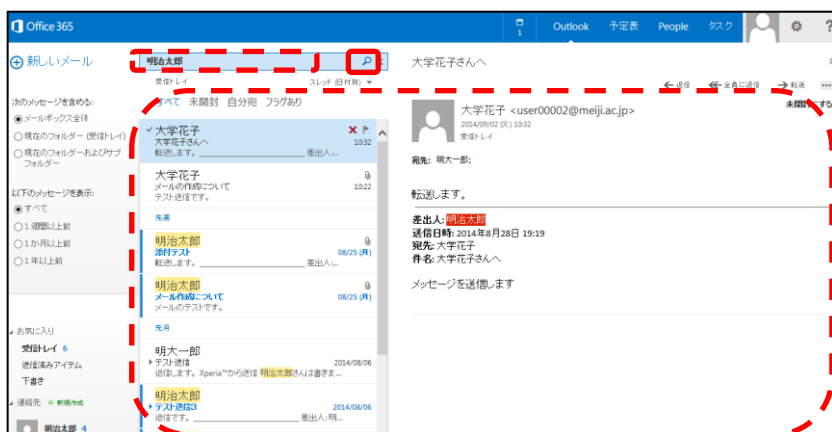 Office 365
1
Outlook
予定表
People
タスク
?
新しいメール
次のメッセージを含める:
メールボックス全体
現在のフォルダー (受信トレイ)
現在のフォルダーおよびサブ
フォルダー
以下のメッセージを表示:
すべて
1 週間以上前
1 か月以上前
1 年以上前
お気に入り
受信トレイ 6
送信済みアイテム
下書き
連絡先
新規作成
明治太郎 4
明治太郎
受信トレイ
スレッド (日付別)
すべて 未開封 自分宛 フラグあり
大学花子
大学花子さんへ
10:32
転送します。 ________________ 差出人:...
大学花子
メールの作成について
10:22
テスト送信です。
先週
明治太郎
添付テスト
08/25 (月)
転送します。 ________________ 差出人:...
明治太郎
メール作成について
08/25 (月)
メールのテストです。
先月
明大一郎
テスト送信
2014/08/06
返信します。Xperia™から送信 明治太郎さんは書きま...
明治太郎
テスト送信3
2014/08/06
返信です。 ________________ 差出人:明...
大学花子さんへ
返信
全員に返信
転送
...
大学花子 <user00002@meiji.ac.jp>
2014/09/02 (火) 10:32
受信トレイ
宛先: 明大一郎;
転送します。
差出人: 明治太郎
送信日時: 2014年8月28日 19:19
宛先: 大学花子
件名: 大学花子さんへ
メッセージを送信します